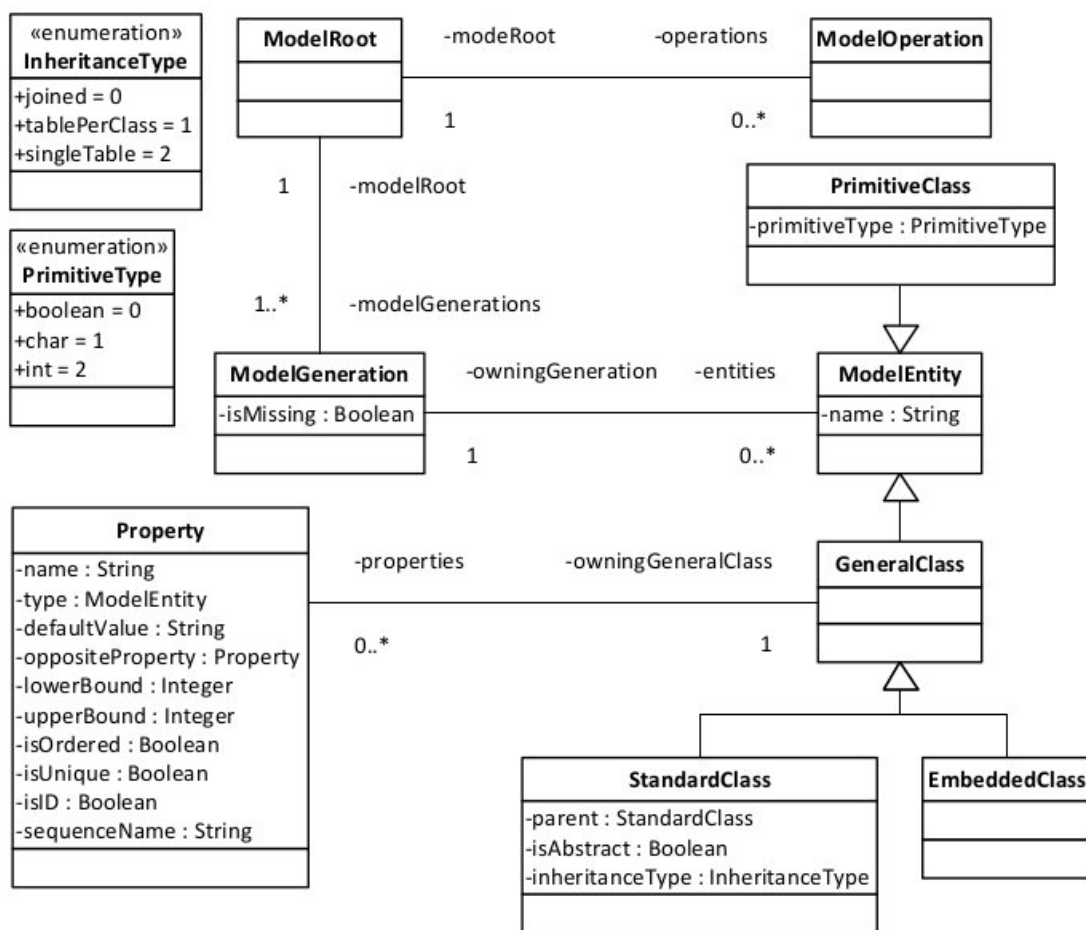 «enumeration»
InheritanceType
+joined = 0
+tablePerClass = 1
+singleTable = 2
«enumeration»
PrimitiveType
+boolean = 0
+char = 1
+int = 2
ModelRoot
-modeRoot
-operations
1
0..*
ModelOperation
1
-modelRoot
1..*
-modelGenerations
PrimitiveClass
-primitiveType : PrimitiveType
ModelGeneration
-isMissing : Boolean
-owningGeneration
-entities
1
0..*
ModelEntity
-name : String
Property
-name : String
-type : ModelEntity
-defaultValue : String
-oppositeProperty : Property
-lowerBound : Integer
-upperBound : Integer
-isOrdered : Boolean
-isUnique : Boolean
-isID : Boolean
-sequenceName : String
-properties
-owningGeneralClass
0..*
1
GeneralClass
StandardClass
-parent : StandardClass
-isAbstract : Boolean
-inheritanceType : InheritanceType
EmbeddedClass